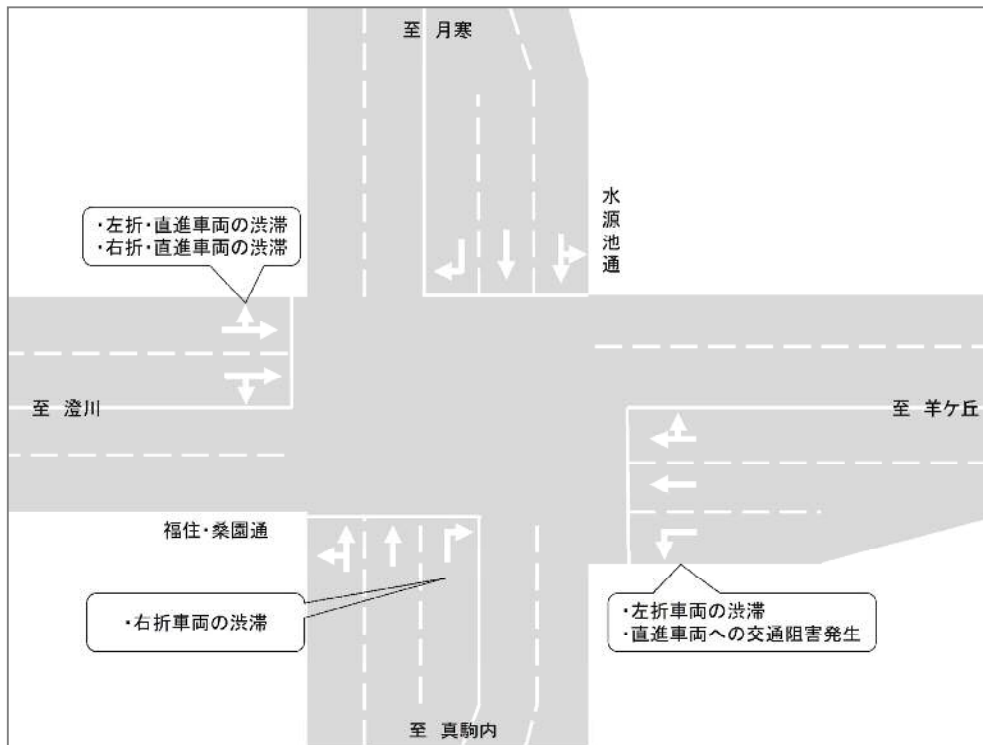 至 月寒
水源池通
・左折・直進車両の渋滞
・右折・直進車両の渋滞
至 澄川
至 羊ケ丘
福住・桑園通
・右折車両の渋滞
・左折車両の渋滞
・直進車両への交通阻害発生
至 真駒内